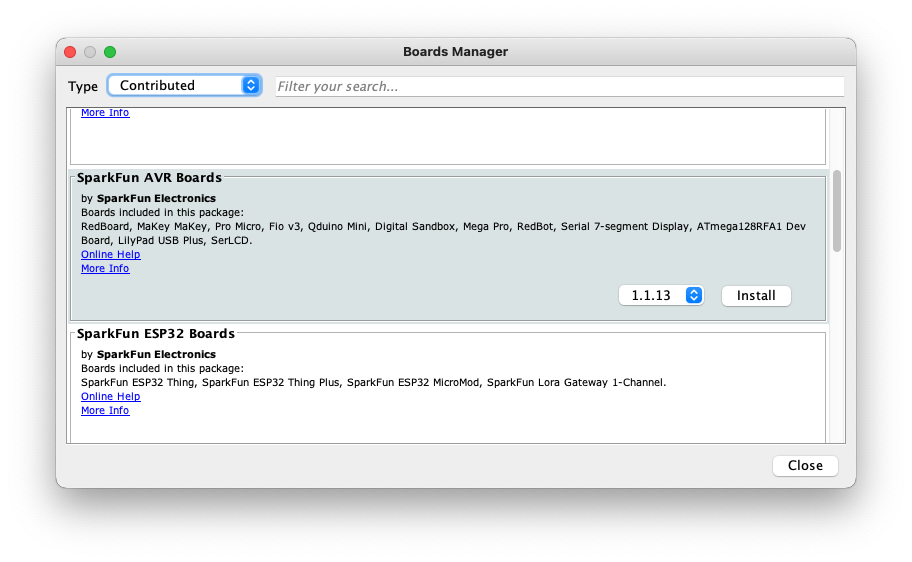 Boards Manager
Type Contributed Filter your search...
More Info
SparkFun AVR Boards
by SparkFun Electronics
Boards included in this package:
RedBoard, MaKey MaKey, Pro Micro, Fio v3, Qduino Mini, Digital Sandbox, Mega Pro, RedBot, Serial 7-segment Display, ATmega128RFA1 Dev
Board, LilyPad USB Plus, SerLCD.
Online Help
More Info
1.1.13 Install
SparkFun ESP32 Boards
by SparkFun Electronics
Boards included in this package:
SparkFun ESP32 Thing, SparkFun ESP32 Thing Plus, SparkFun ESP32 MicroMod, SparkFun Lora Gateway 1-Channel.
Online Help
More Info
Close